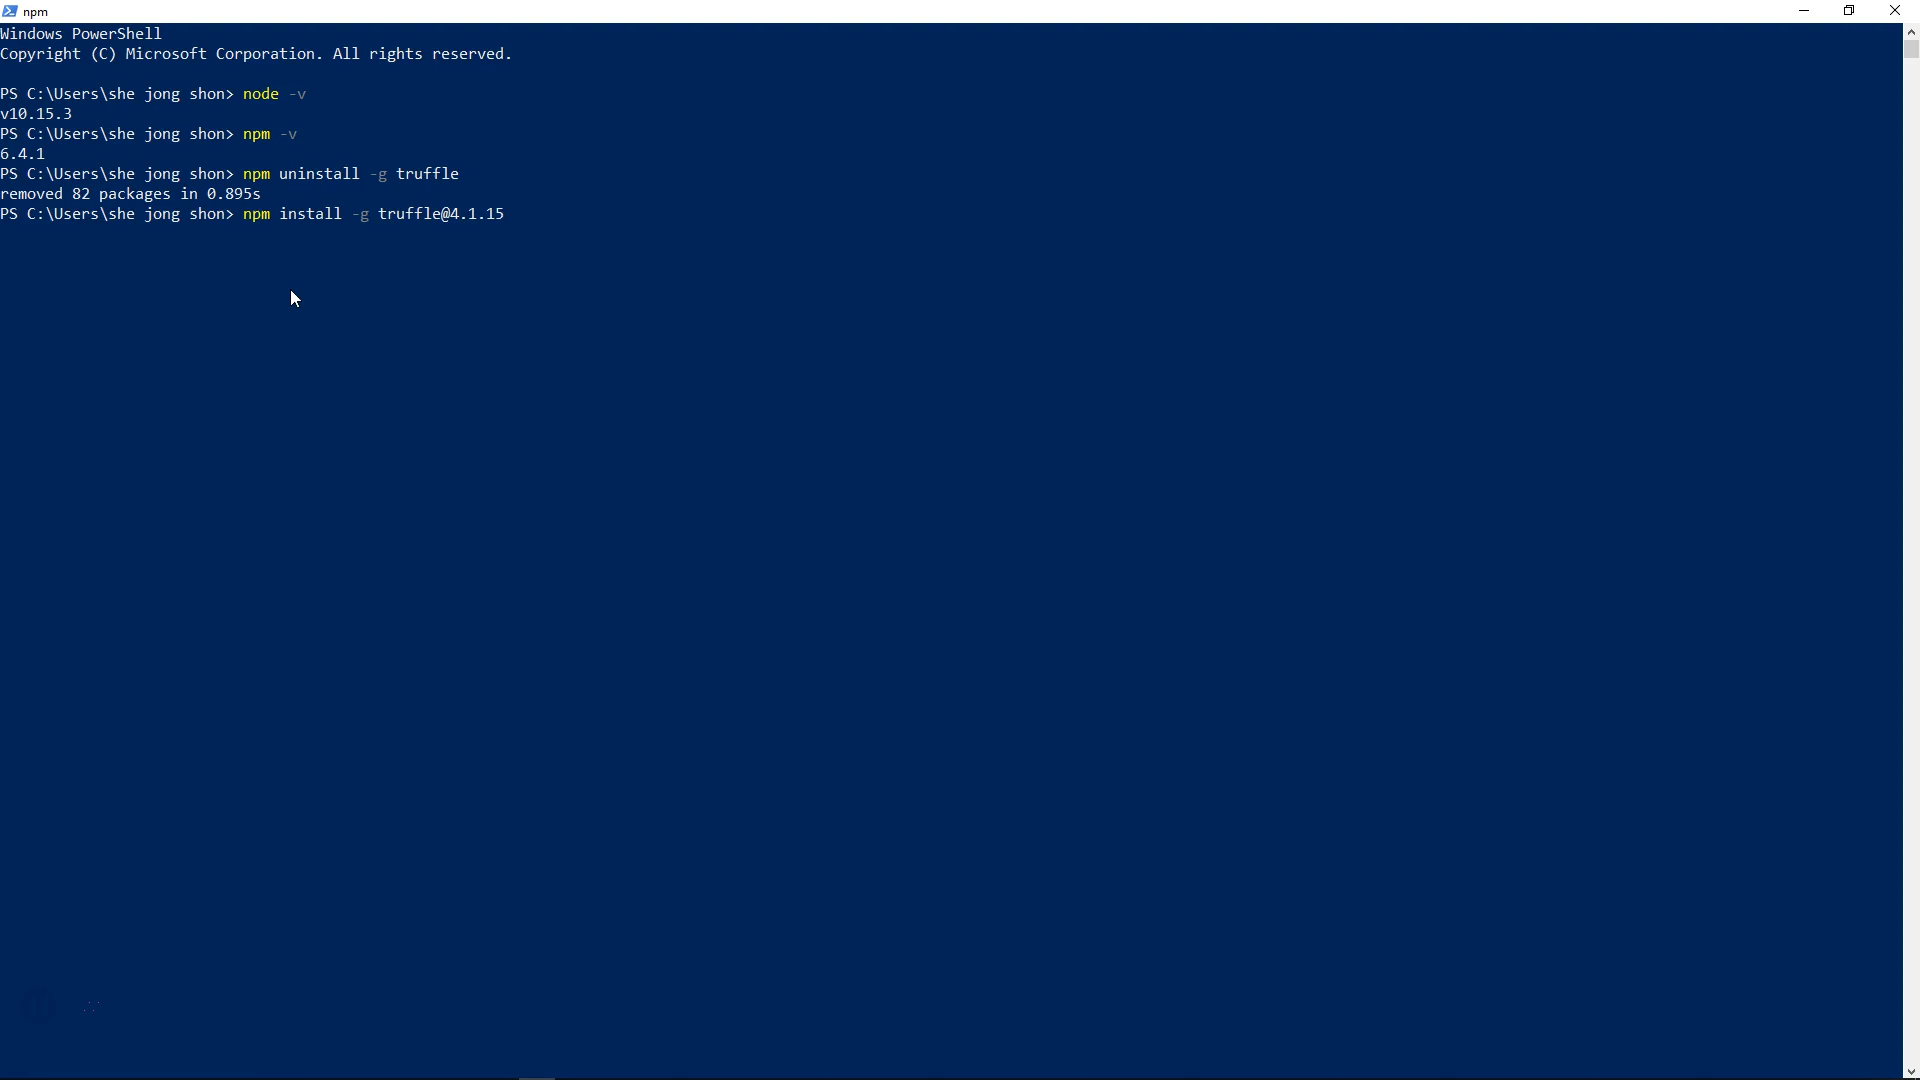 npm
Windows PowerShell
Copyright (C) Microsoft Corporation. All rights reserved.
PS C:\Users\she jong shon> node -v
v10.15.3
PS C:\Users\she jong shon> npm -v
6.4.1
PS C:\Users\she jong shon> npm uninstall -g truffle
removed 82 packages in 0.895s
PS C:\Users\she jong shon> npm install -g truffle@4.1.15